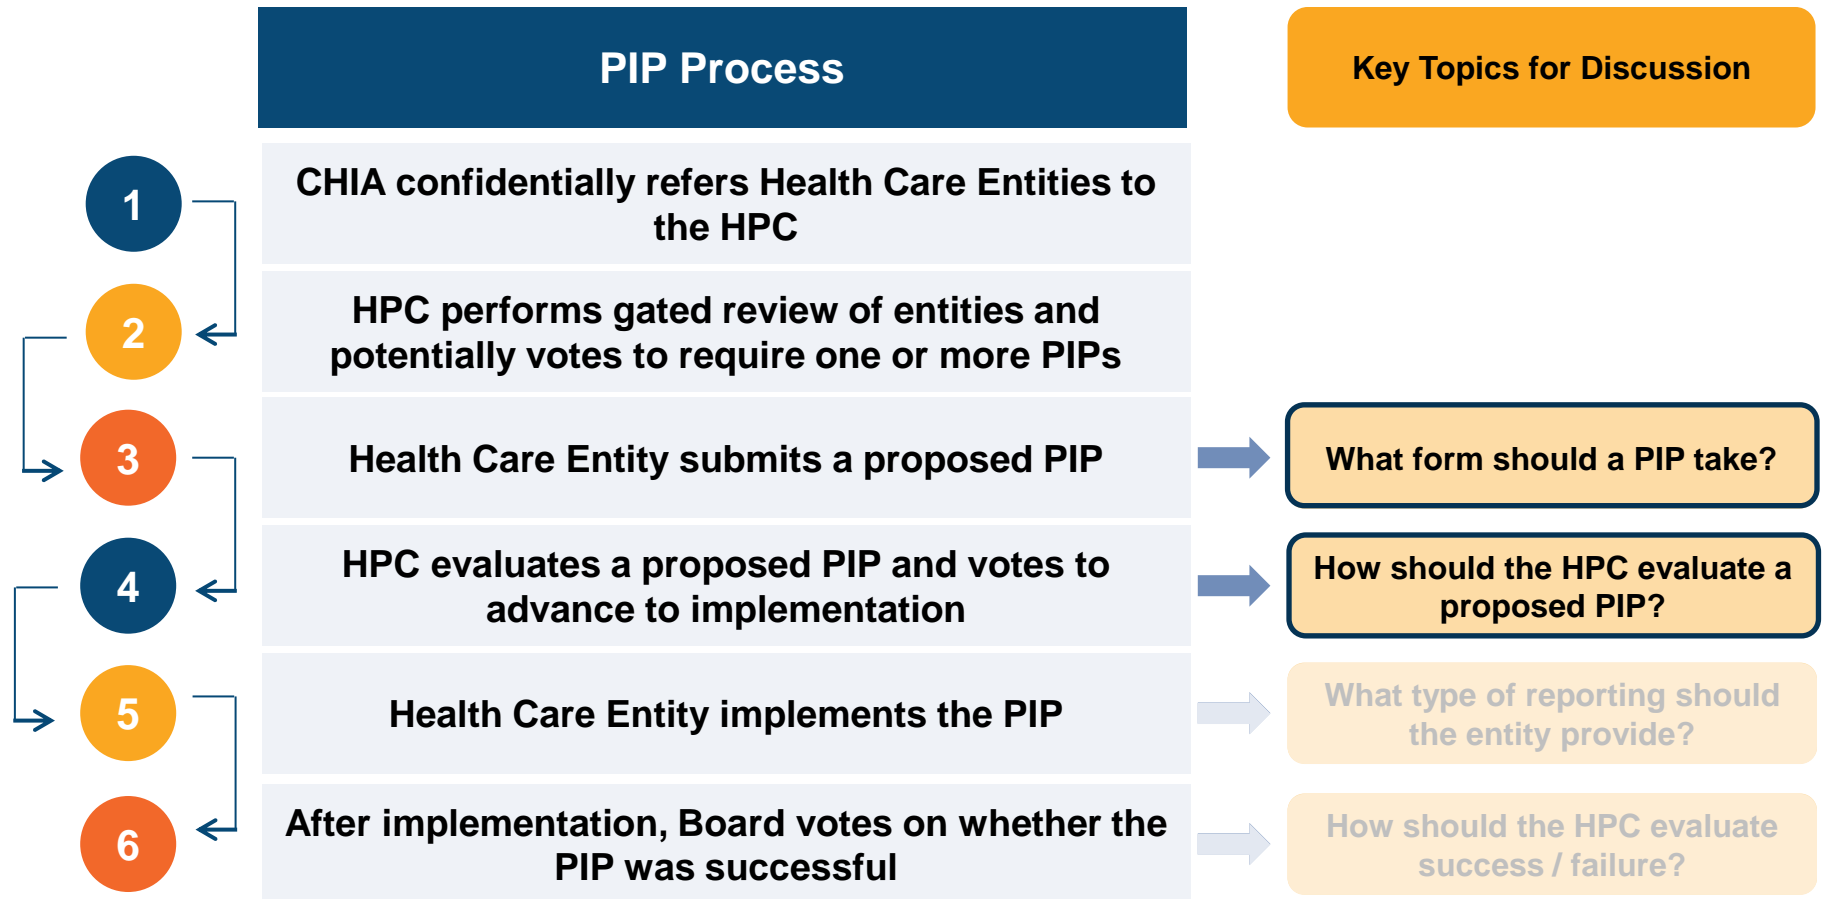 PIP Process
Key Topics for Discussion
1
CHIA confidentially refers Health Care Entities to
the HPC
2
HPC performs gated review of entities and
potentially votes to require one or more PIPs
3
Health Care Entity submits a proposed PIP
What form should a PIP take?
4
HPC evaluates a proposed PIP and votes to
advance to implementation
How should the HPC evaluate a
proposed PIP?
5
Health Care Entity implements the PIP
What type of reporting should
the entity provide?
6
After implementation, Board votes on whether the
PIP was successful
How should the HPC evaluate
success / failure?